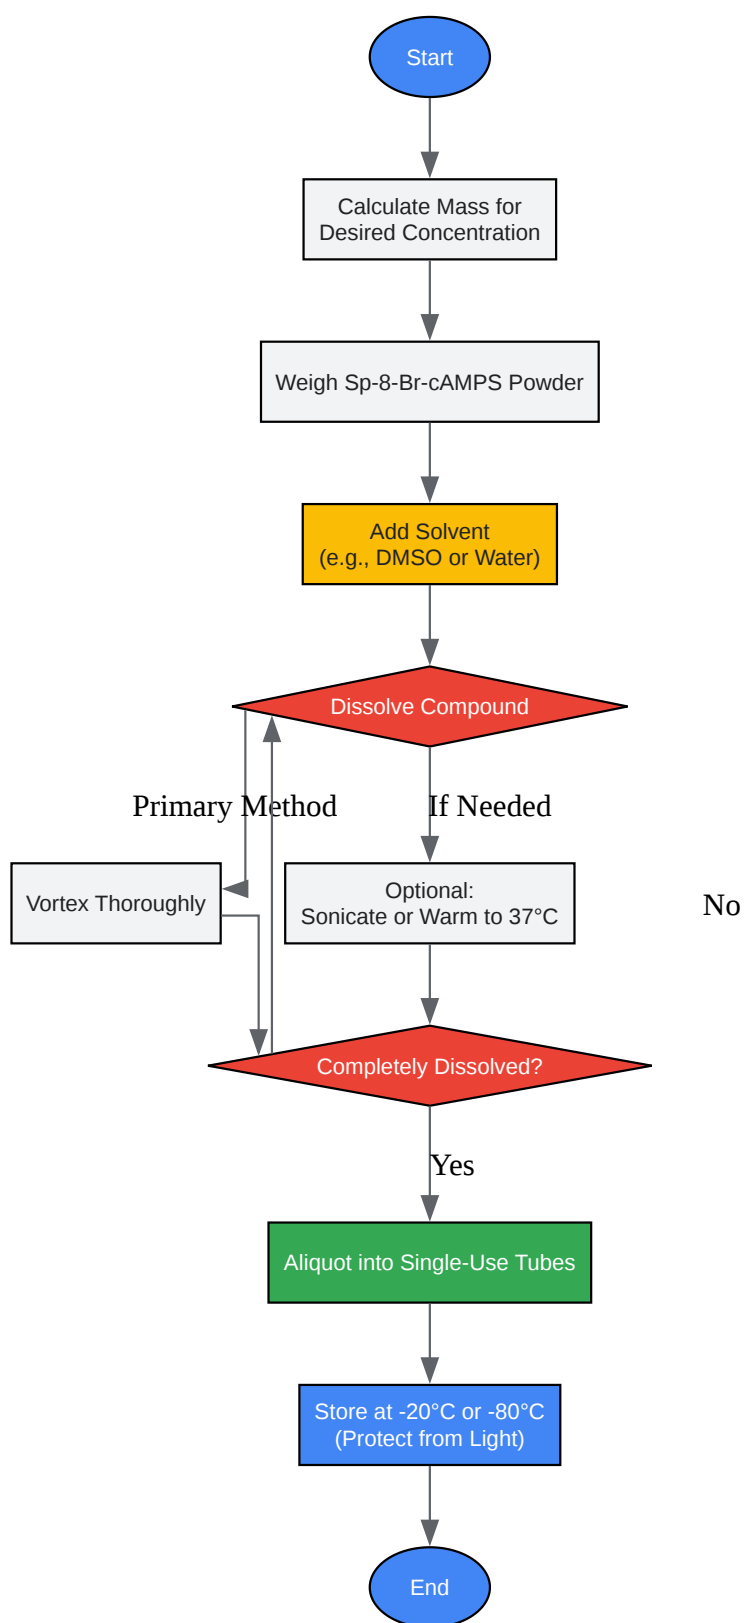 Start
Calculate Mass for
Desired Concentration
Weigh Sp-8-Br-cAMPS Powder
Add Solvent
(e.g., DMSO or Water)
Dissolve Compound
Primary Method
If Needed
Vortex Thoroughly
Optional:
Sonicate or Warm to 37°C
No
Completely Dissolved?
Yes
Aliquot into Single-Use Tubes
Store at -20°C or -80°C
(Protect from Light)
End